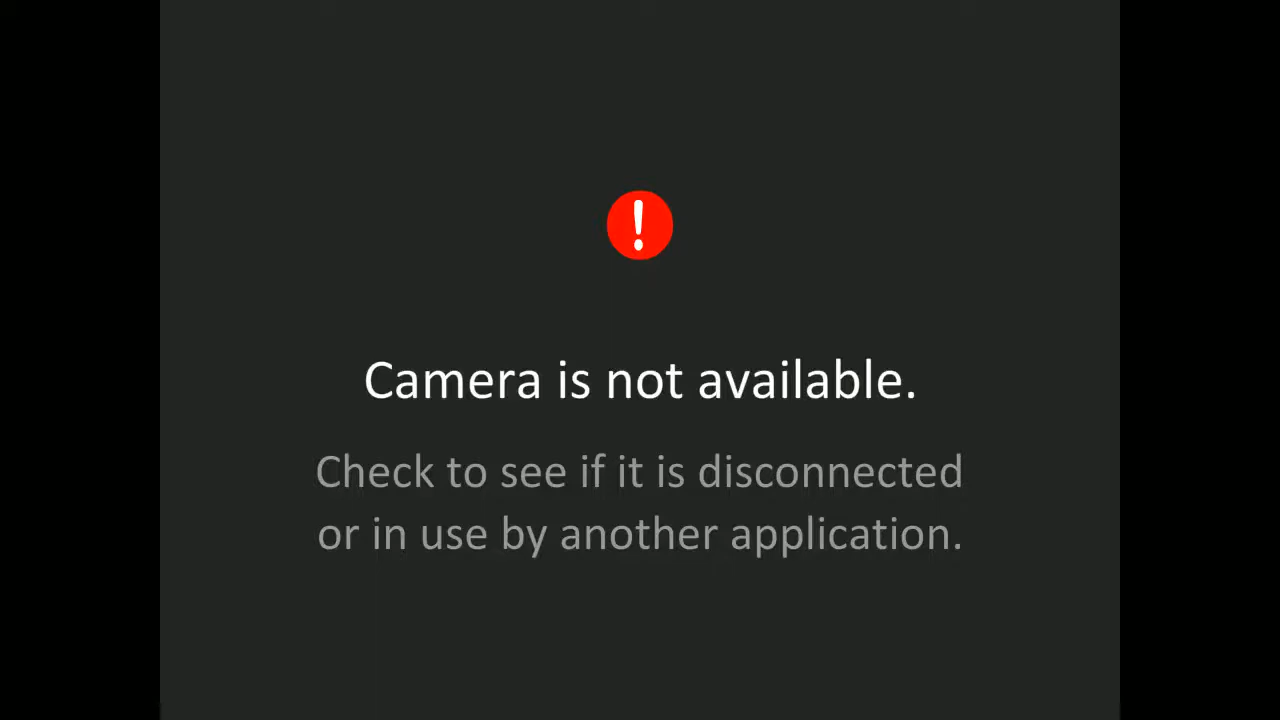 Camera is not available.
Check to see if it is disconnected
or in use by another application.